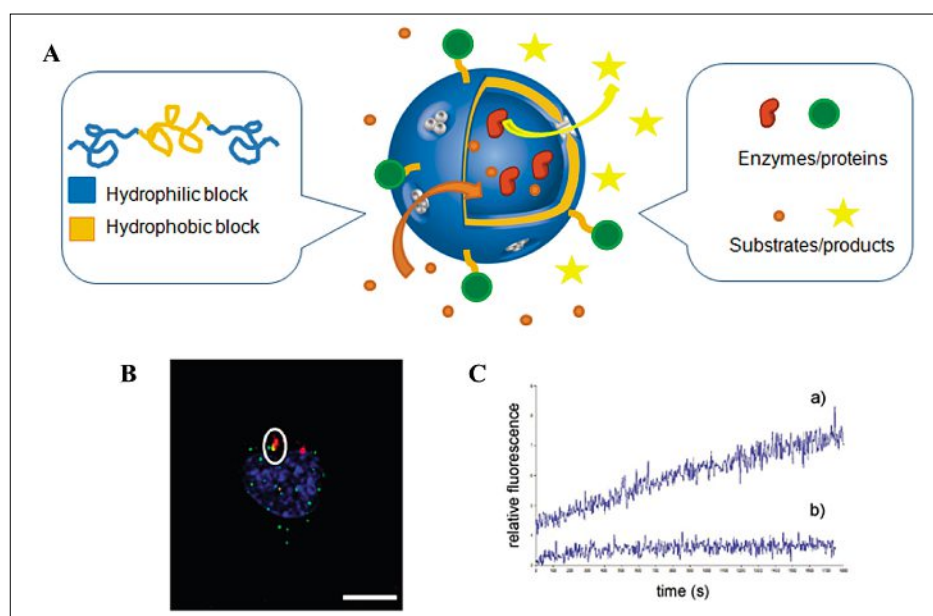 A
Hydrophilic block
Hydrophobic block
Enzymes/proteins
Substrates/products
B
C
relative fluorescence
a)
b)
time (s)